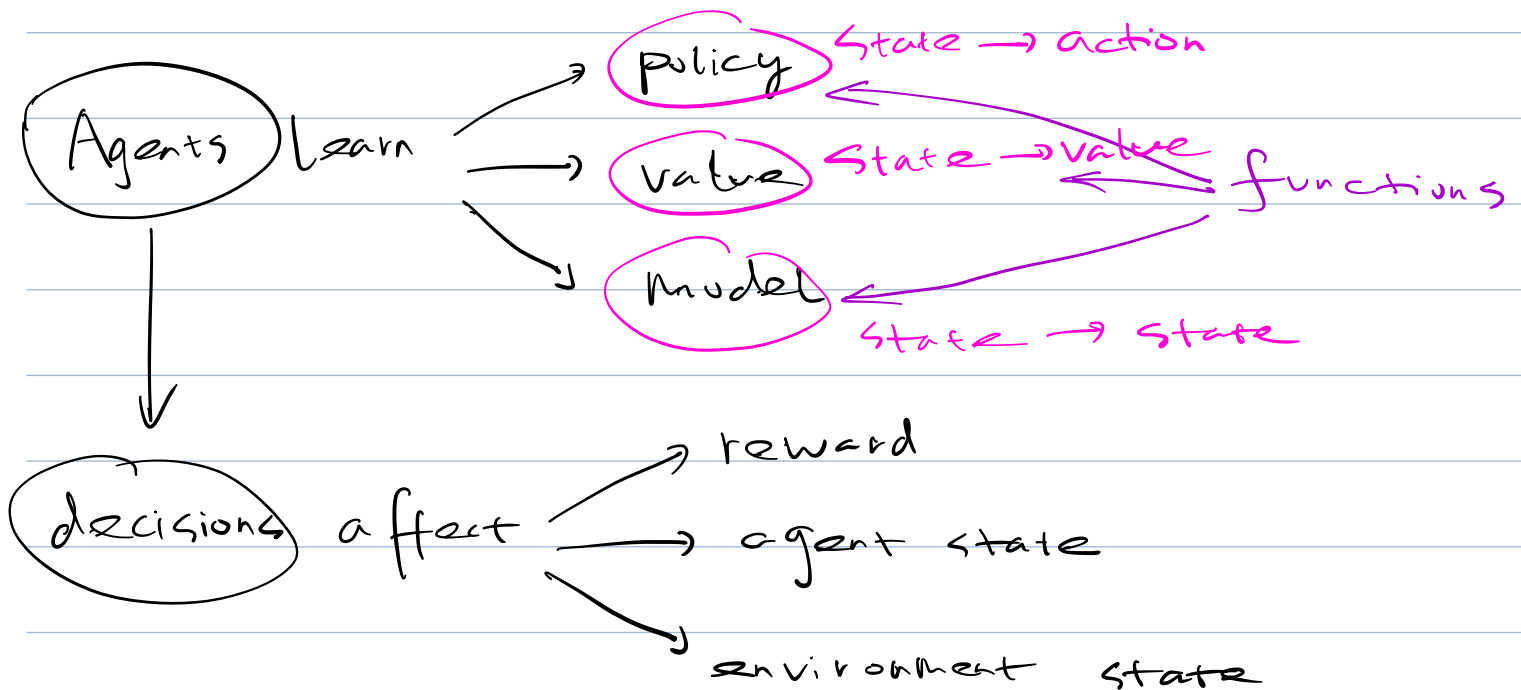 policy state → action
Agents learn
value state → value
functions
model
state → state
reward
decisions affect
agent state
environment state